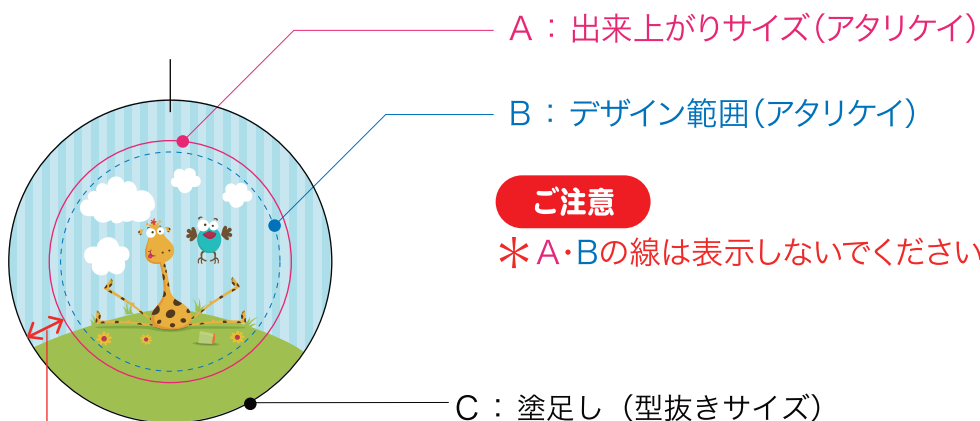 A：出来上がりサイズ（アタリケイ）
B：デザイン範囲（アタリケイ）
ご注意
＊A・Bの線は表示しないでください
C：塗足し（型抜きサイズ）